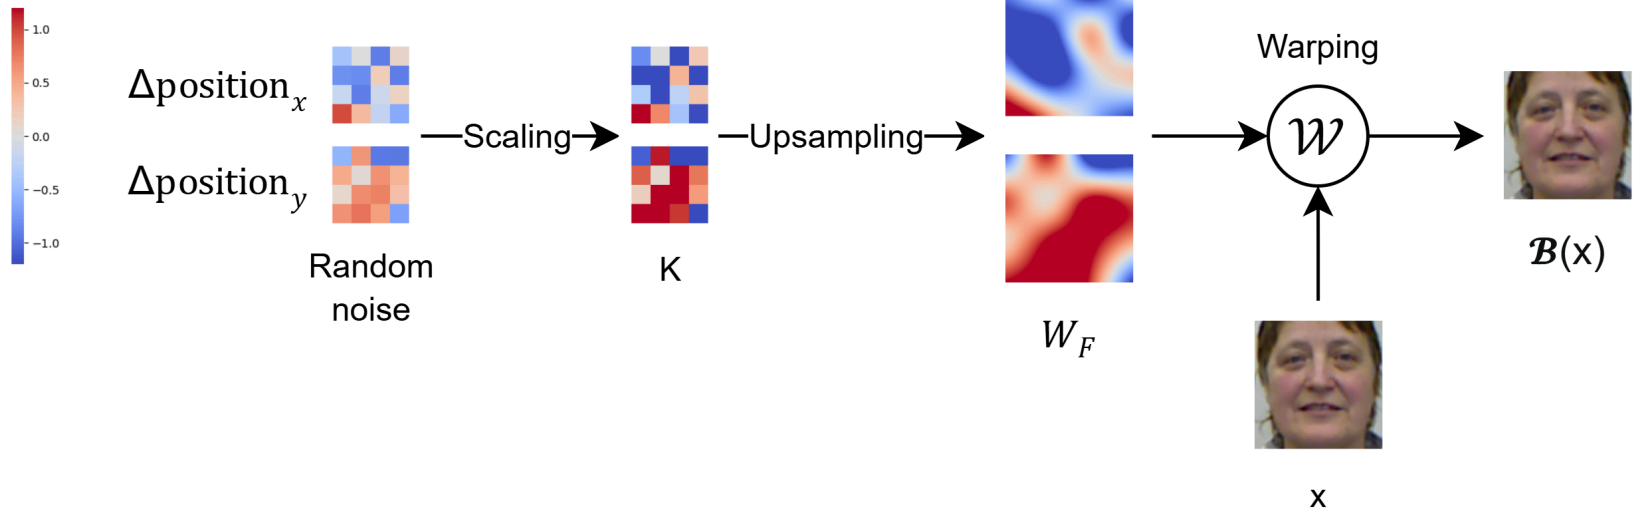 1.0
0.5
0.0
−0.5
−1.0
Δposition_x
Δposition_y
Random
noise
Scaling
K
Upsampling
W_F
Warping
𝒲
x
𝓑(x)